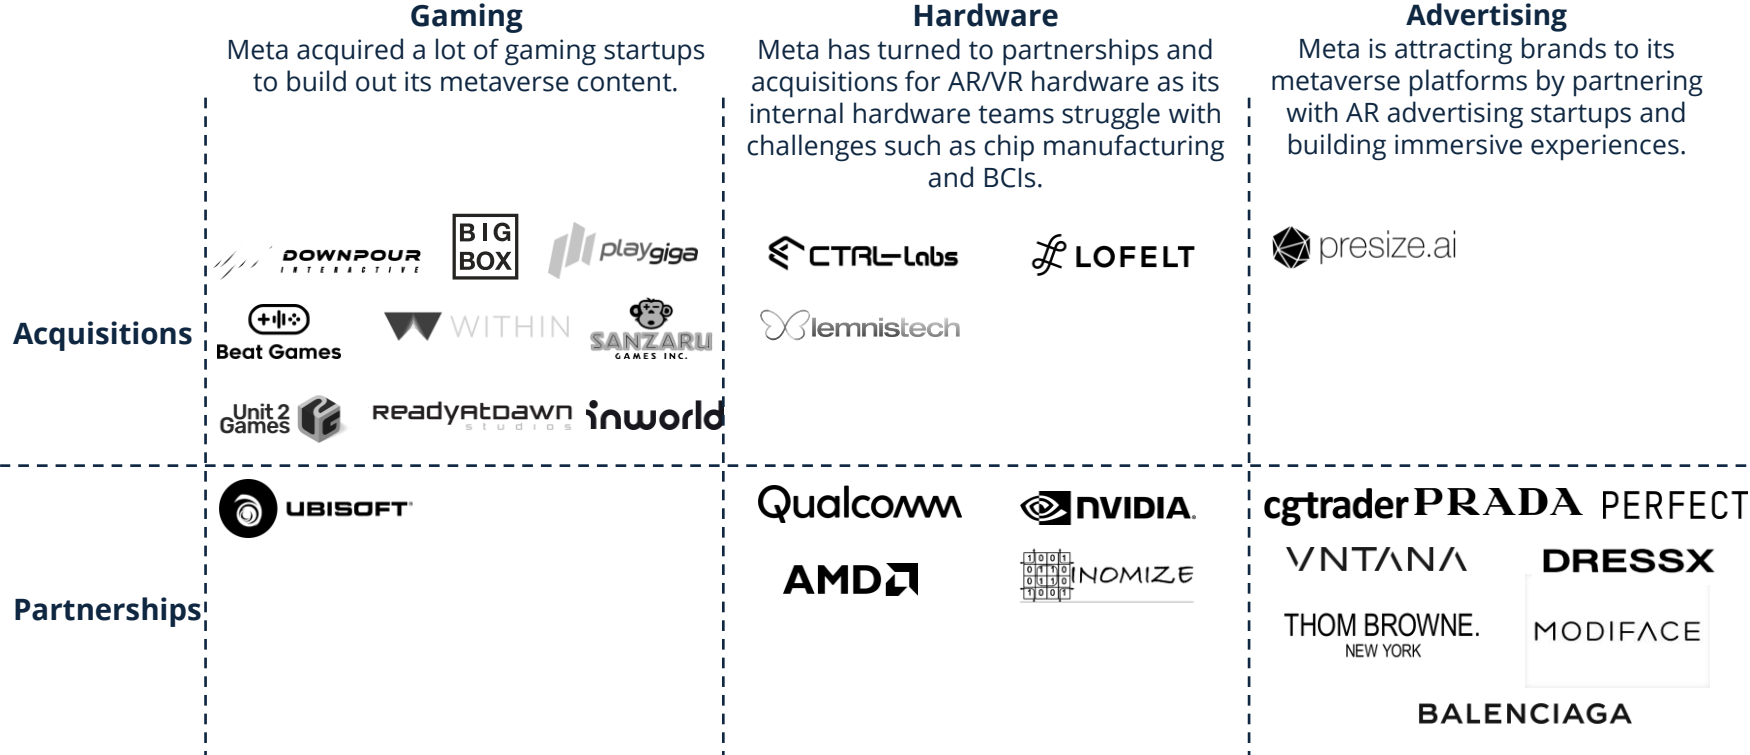 Gaming
Meta acquired a lot of gaming startups
to build out its metaverse content.
Hardware
Meta has turned to partnerships and
acquisitions for AR/VR hardware as its
internal hardware teams struggle with
challenges such as chip manufacturing
and BCIs.
Advertising
Meta is attracting brands to its
metaverse platforms by partnering
with AR advertising startups and
building immersive experiences.
Acquisitions
DOWNPOUR
INTERACTIVE
BIG
BOX
playgiga
Beat Games
WITHIN
SANZARU
GAMES INC.
Unit 2
Games
ReadyAtDawn
studios
inworld
CTRL-Labs
LOFELT
lemnistech
presize.ai
Partnerships
UBISOFT
Qualcomm
NVIDIA.
AMD
1001
0110
0110
1001
INOMIZE
cgtrader
PRADA
PERFECT
VNTANA
DRESSX
THOM BROWNE.
NEW YORK
MODIFACE
BALENCIAGA